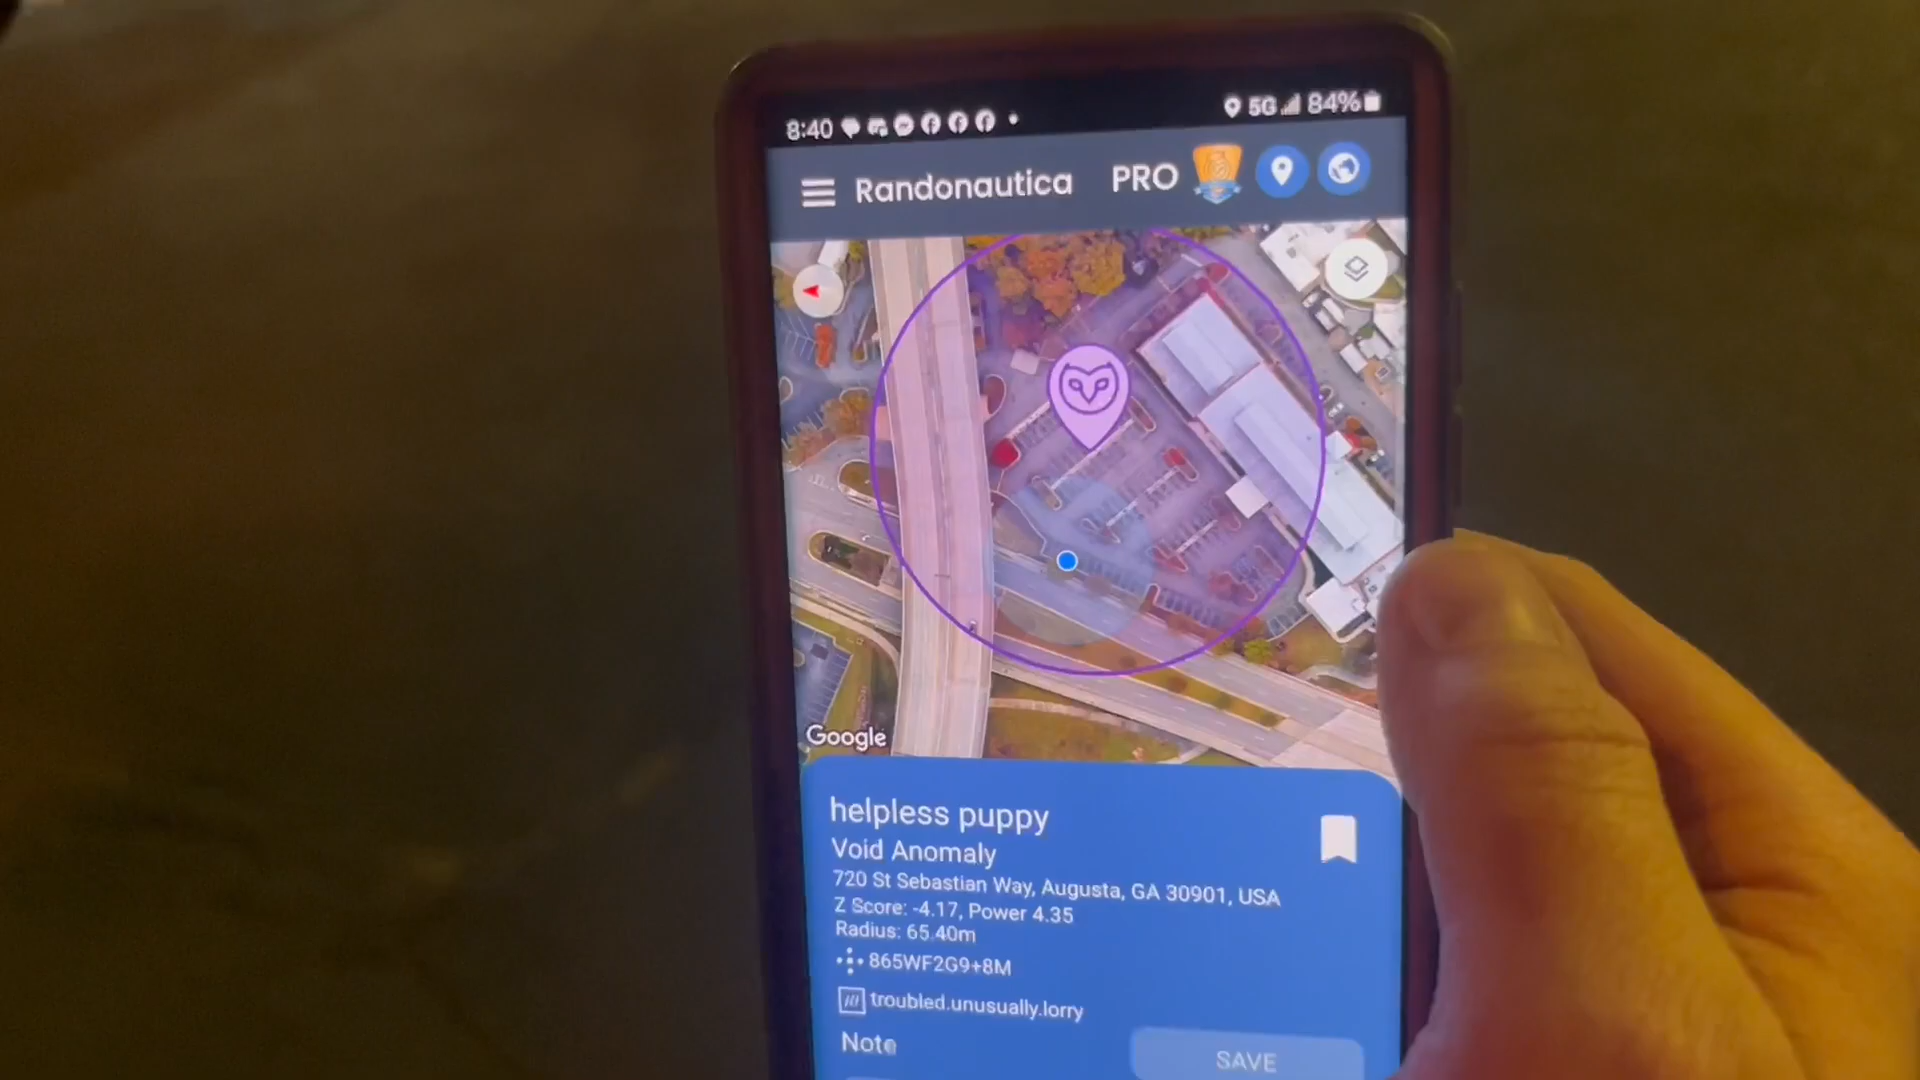 8:40
5G 84%
Randonautica PRO
Google
helpless puppy
Void Anomaly
720 St Sebastian Way, Augusta, GA 30901, USA
Z Score: -4.17, Power 4.35
Radius: 65.40m
865WF2G9+8M
troubled.unusually.lorry
Note
SAVE